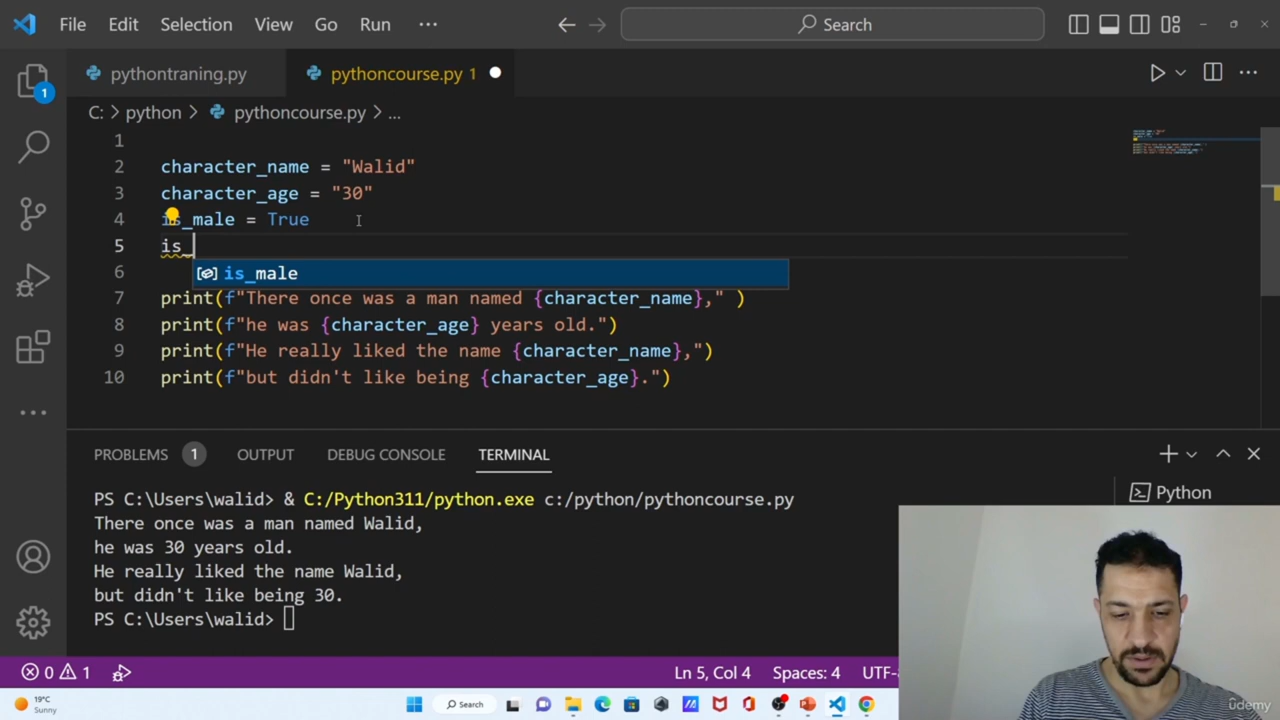 File Edit Selection View Go Run ··· Search
pythontraning.py pythoncourse.py 1
1
C: > python > pythoncourse.py > ...
1
2 character_name = "Walid"
3 character_age = "30"
4 is_male = True
5 is_
is_male
6
7 print(f"There once was a man named {character_name}," )
8 print(f"he was {character_age} years old.")
9 print(f"He really liked the name {character_name},")
10 print(f"but didn't like being {character_age}.")
PROBLEMS 1 OUTPUT DEBUG CONSOLE TERMINAL
PS C:\Users\walid> & C:/Python311/python.exe c:/python/pythoncourse.py
Python
There once was a man named Walid,
he was 30 years old.
He really liked the name Walid,
but didn't like being 30.
PS C:\Users\walid>
0 1 Ln 5, Col 4 Spaces: 4 UTF-
19°C
Sunny
Search
udemy